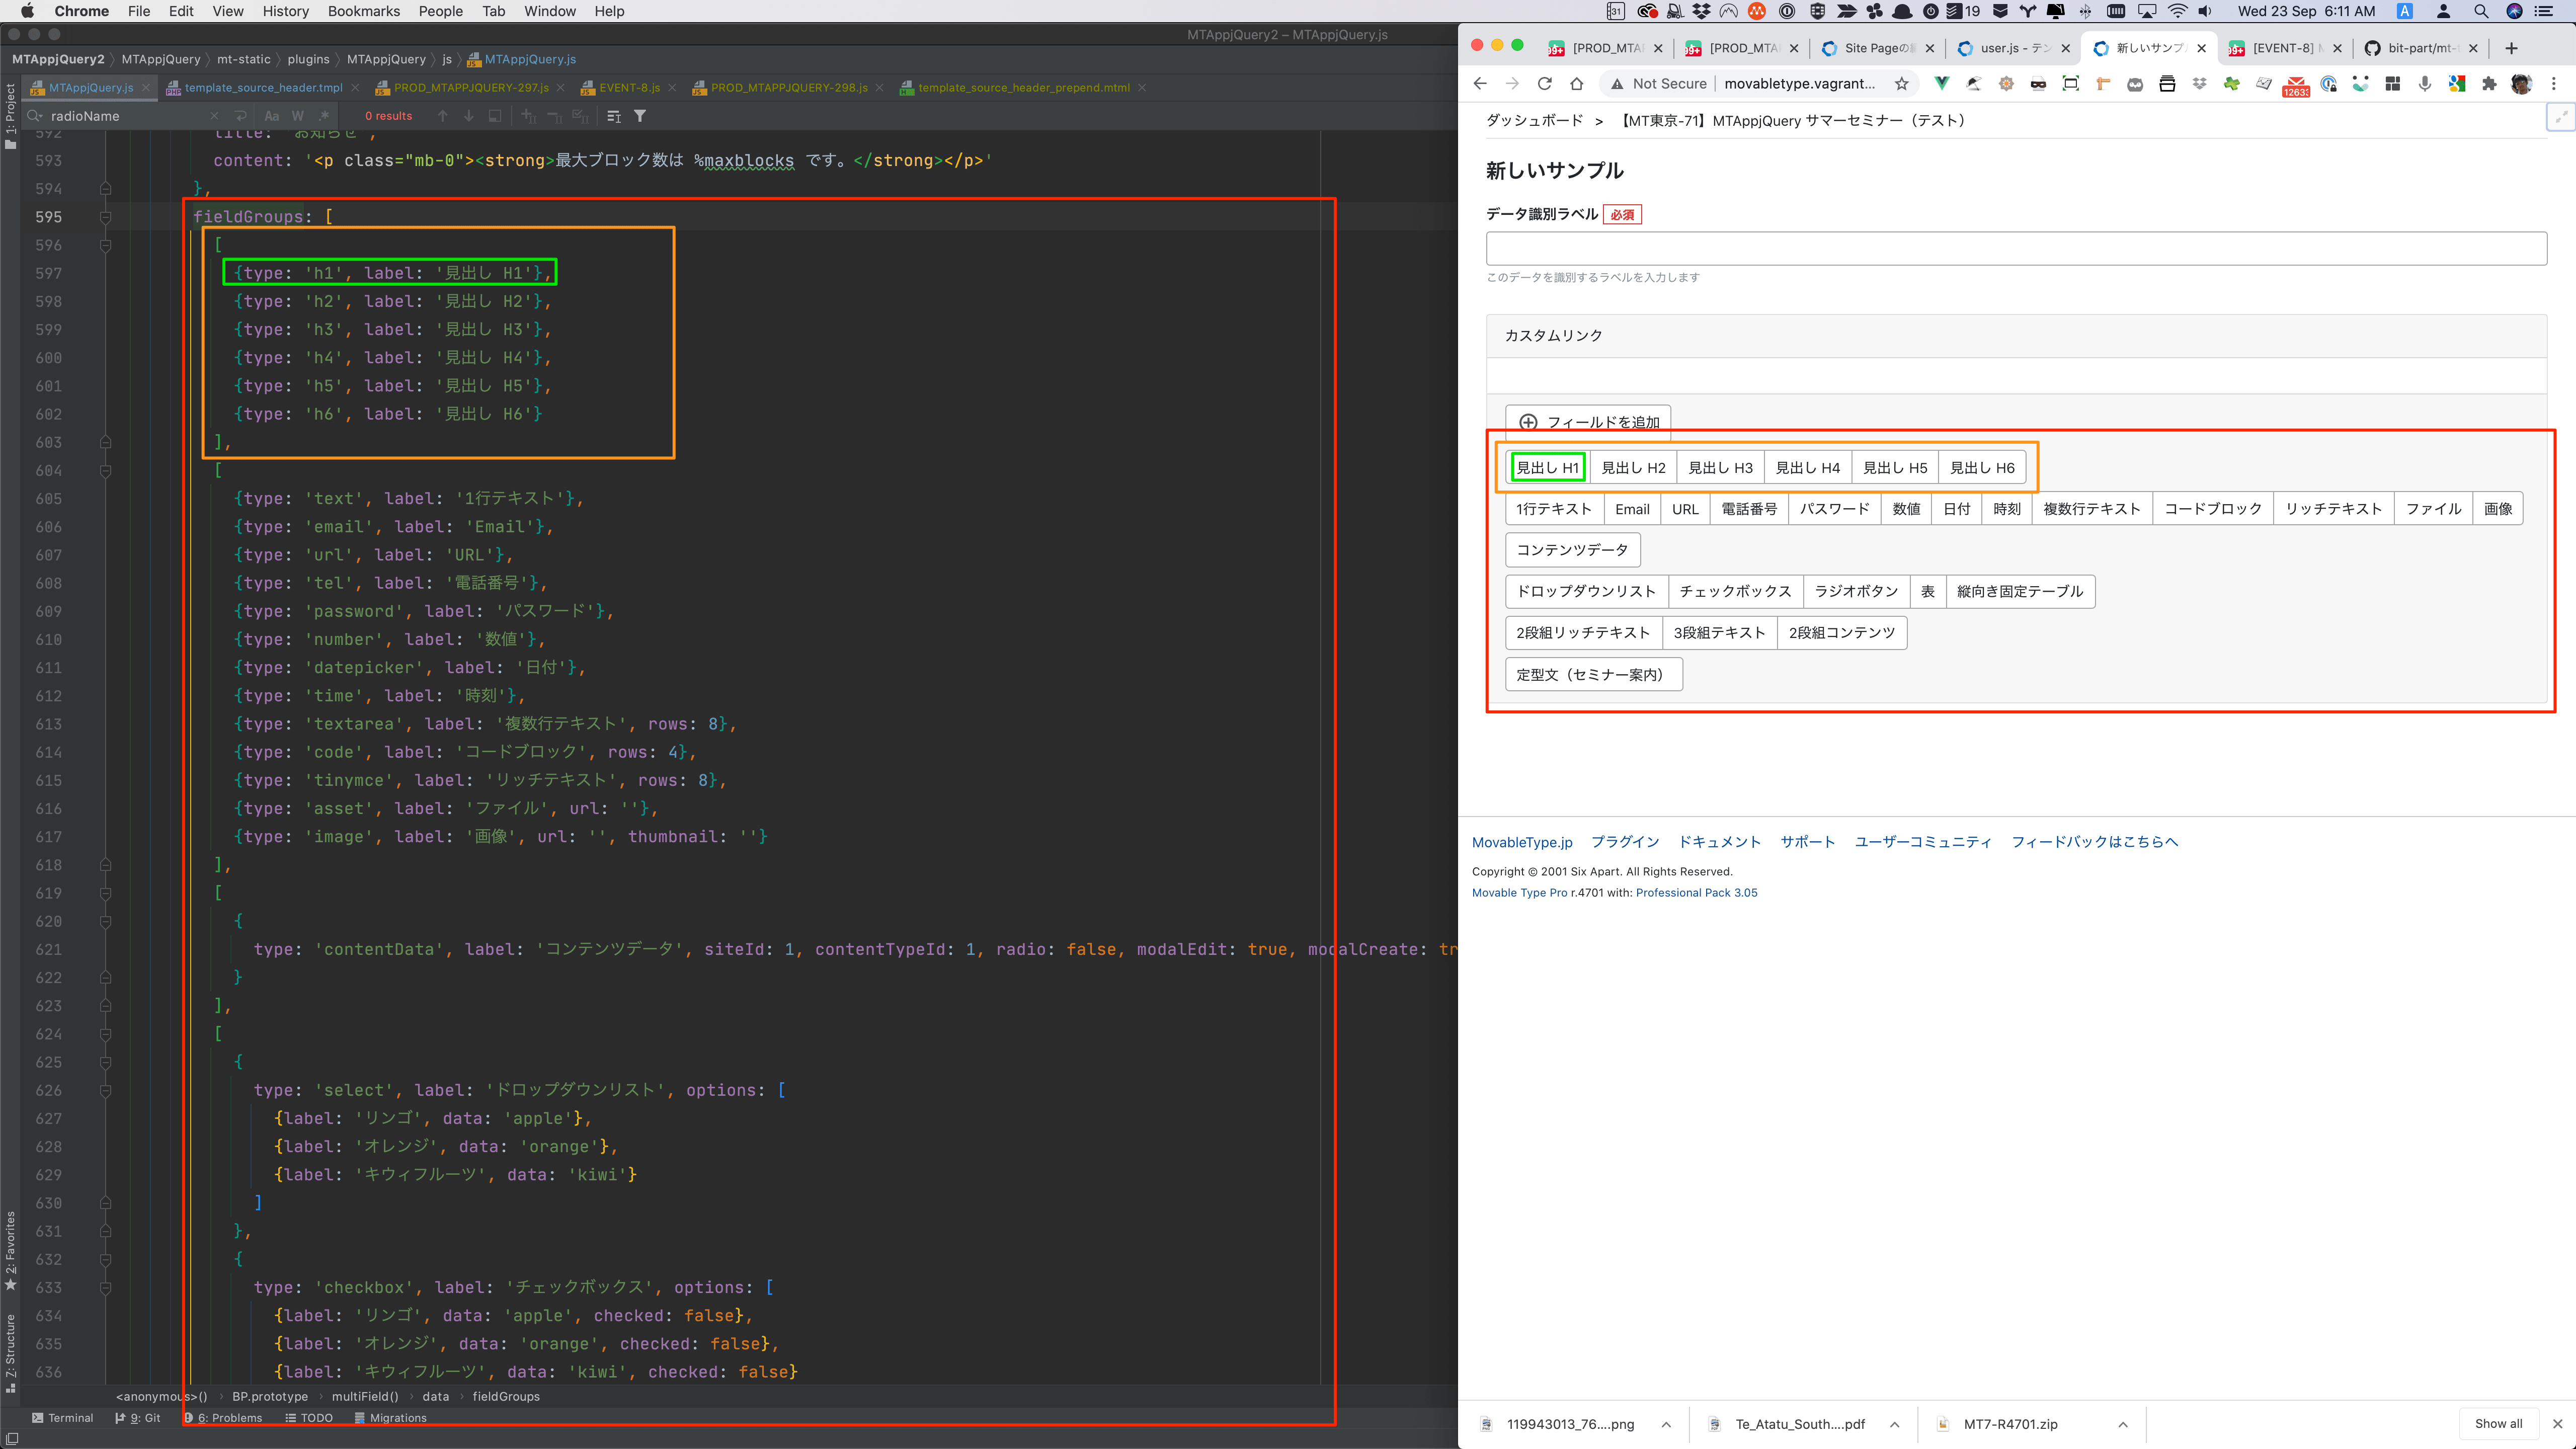 Chrome File Edit View History Bookmarks People Tab Window Help
31 19 Wed 23 Sep 6:11 AM A
MTAppjQuery2 – MTAppjQuery.js
MTAppjQuery2 MTAppjQuery mt-static plugins MTAppjQuery js MTAppjQuery.js
MTAppjQuery.js template_source_header.tmpl PROD_MTAPPJQUERY-297.js EVENT-8.js PROD_MTAPPJQUERY-298.js template_source_header_prepend.mtml
radioName Aa W .* 0 results
1: Project
2: Favorites
Z: Structure
592 title: 'お知らせ',
593 content: '<p class="mb-0"><strong>最大ブロック数は %maxblocks です。</strong></p>'
594 },
595 fieldGroups: [
596 [
597 {type: 'h1', label: '見出し H1'},
598 {type: 'h2', label: '見出し H2'},
599 {type: 'h3', label: '見出し H3'},
600 {type: 'h4', label: '見出し H4'},
601 {type: 'h5', label: '見出し H5'},
602 {type: 'h6', label: '見出し H6'}
603 ],
604 [
605 {type: 'text', label: '1行テキスト'},
606 {type: 'email', label: 'Email'},
607 {type: 'url', label: 'URL'},
608 {type: 'tel', label: '電話番号'},
609 {type: 'password', label: 'パスワード'},
610 {type: 'number', label: '数値'},
611 {type: 'datepicker', label: '日付'},
612 {type: 'time', label: '時刻'},
613 {type: 'textarea', label: '複数行テキスト', rows: 8},
614 {type: 'code', label: 'コードブロック', rows: 4},
615 {type: 'tinymce', label: 'リッチテキスト', rows: 8},
616 {type: 'asset', label: 'ファイル', url: ''},
617 {type: 'image', label: '画像', url: '', thumbnail: ''}
618 ],
619 [
620 {
621 type: 'contentData', label: 'コンテンツデータ', siteId: 1, contentTypeId: 1, radio: false, modalEdit: true, modalCreate: tr
622 }
623 ],
624 [
625 {
626 type: 'select', label: 'ドロップダウンリスト', options: [
627 {label: 'リンゴ', data: 'apple'},
628 {label: 'オレンジ', data: 'orange'},
629 {label: 'キウィフルーツ', data: 'kiwi'}
630 ]
631 },
632 {
633 type: 'checkbox', label: 'チェックボックス', options: [
634 {label: 'リンゴ', data: 'apple', checked: false},
635 {label: 'オレンジ', data: 'orange', checked: false},
636 {label: 'キウィフルーツ', data: 'kiwi', checked: false}
<anonymous>() BP.prototype multiField() data fieldGroups
Terminal 9: Git 6: Problems TODO Migrations
[PROD_MTA [PROD_MTA Site Pageの user.js - テン 新しいサンプ [EVENT-8] M bit-part/mt-
Not Secure movabletype.vagrant... 12633
ダッシュボード > 【MT東京-71】MTAppjQuery サマーセミナー（テスト）
新しいサンプル
データ識別ラベル 必須
このデータを識別するラベルを入力します
カスタムリンク
フィールドを追加
見出し H1 見出し H2 見出し H3 見出し H4 見出し H5 見出し H6
1行テキスト Email URL 電話番号 パスワード 数値 日付 時刻 複数行テキスト コードブロック リッチテキスト ファイル 画像
コンテンツデータ
ドロップダウンリスト チェックボックス ラジオボタン 表 縦向き固定テーブル
2段組リッチテキスト 3段組テキスト 2段組コンテンツ
定型文（セミナー案内）
MovableType.jp プラグイン ドキュメント サポート ユーザーコミュニティ フィードバックはこちらへ
Copyright © 2001 Six Apart. All Rights Reserved.
Movable Type Pro r.4701 with: Professional Pack 3.05
119943013_76....png Te_Atatu_South....pdf MT7-R4701.zip Show all